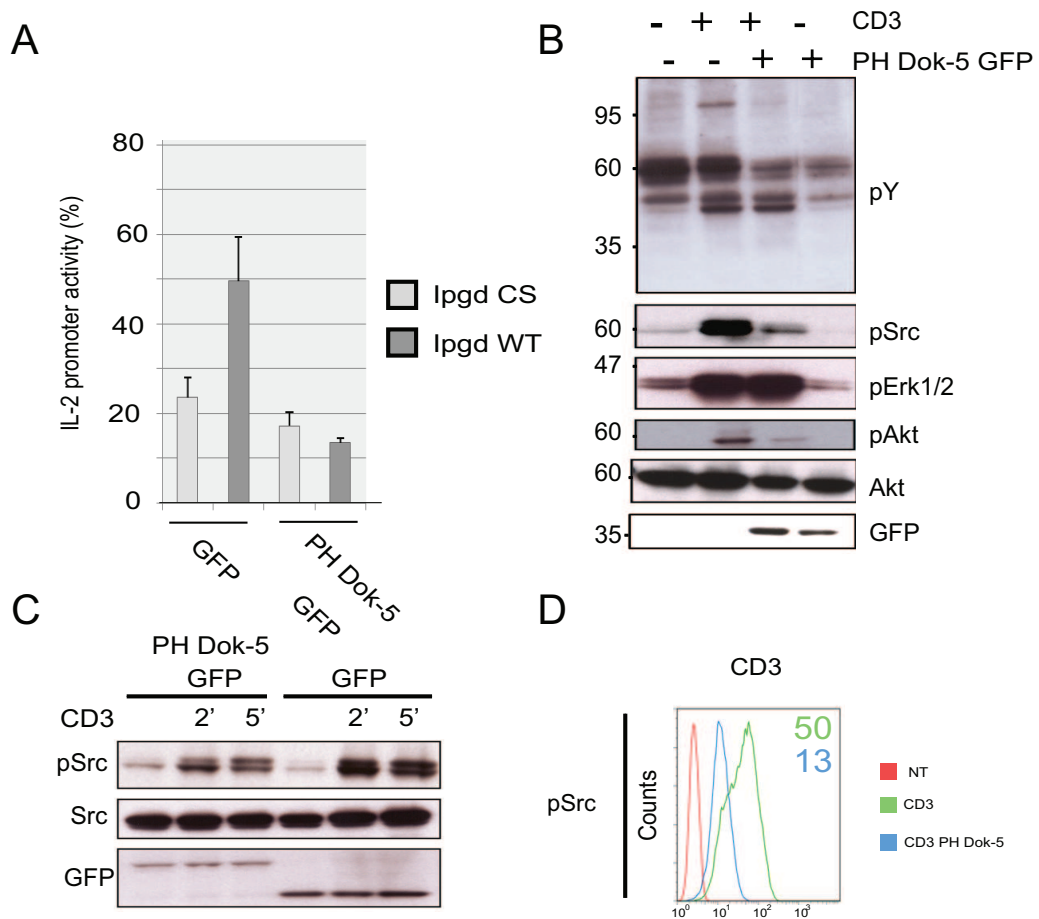 A
80
60
40
20
0
IL-2 promoter activity (%)
Ipgd CS
Ipgd WT
GFP
PH Dok-5
GFP
B
- + + - CD3
- - + + PH Dok-5 GFP
95
60
35
pY
60
pSrc
47
pErk1/2
60
pAkt
60
Akt
35
GFP
C
PH Dok-5
GFP GFP
CD3 2' 5' 2' 5'
pSrc
Src
GFP
D
CD3
50
13
pSrc
Counts
10⁰ 10¹ 10² 10³
NT
CD3
CD3 PH Dok-5